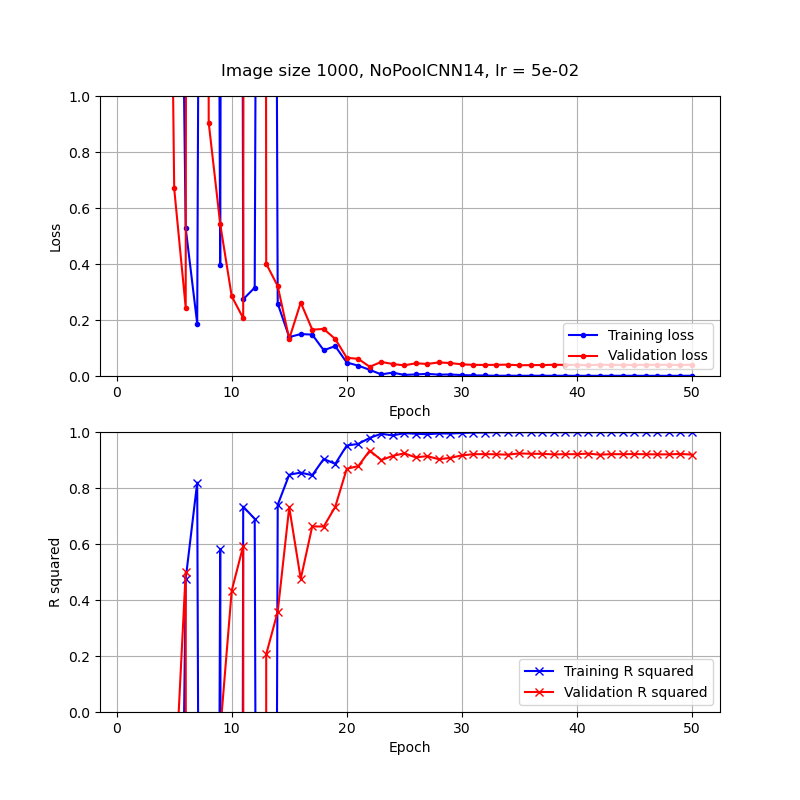 Image size 1000, NoPoolCNN14, lr = 5e-02
1.0
0.8
0.6
0.4
0.2
0.0
Loss
Training loss
Validation loss
0 10 20 30 40 50
Epoch
1.0
0.8
0.6
0.4
0.2
0.0
R squared
Training R squared
Validation R squared
0 10 20 30 40 50
Epoch